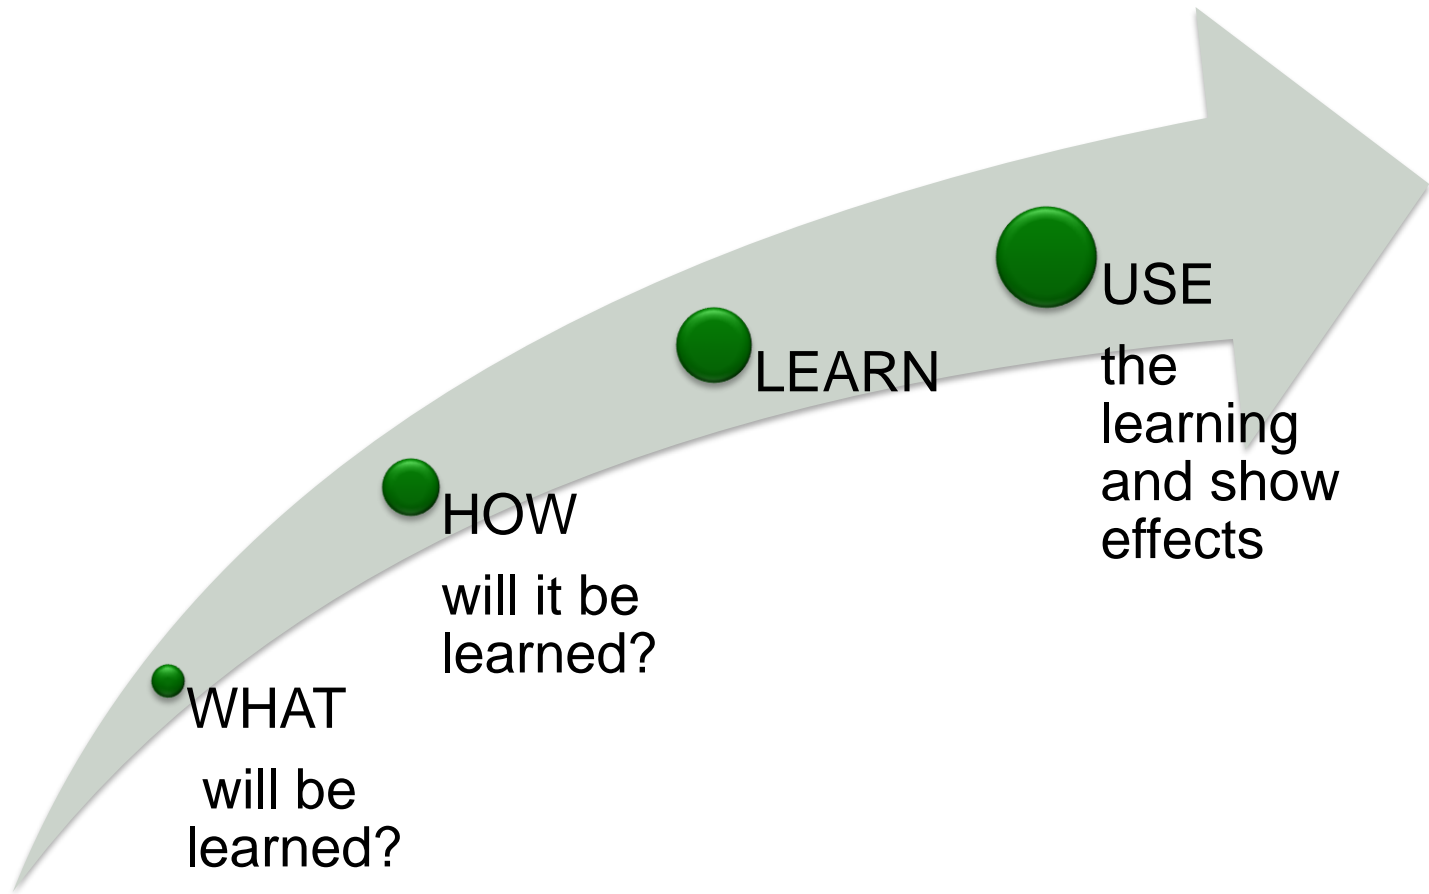 WHAT
will be
learned?
HOW
will it be
learned?
LEARN
USE
the
learning
and show
effects